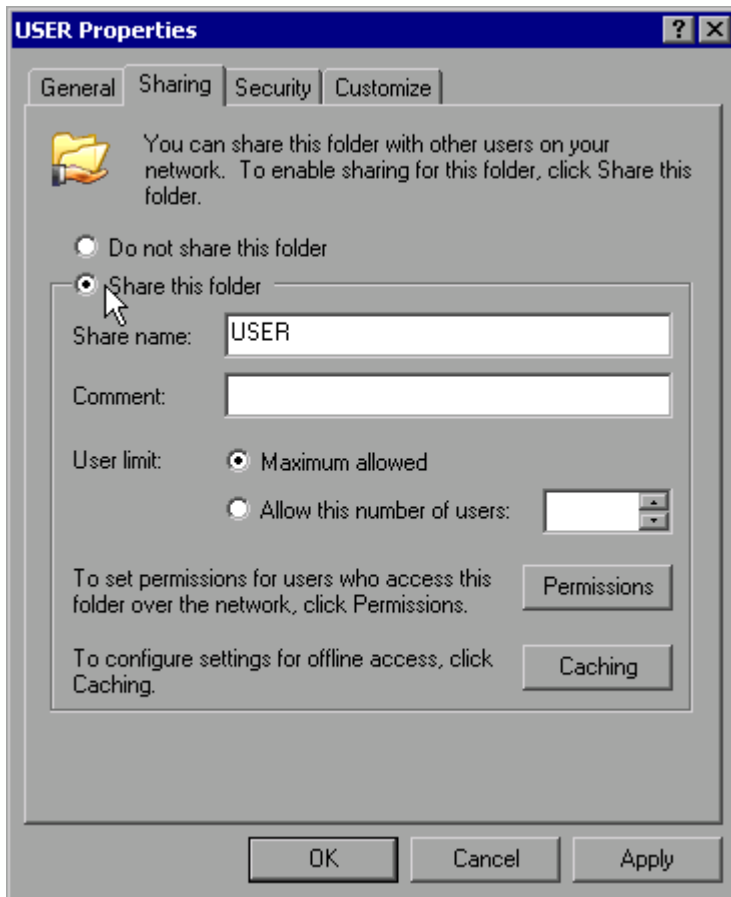 USER Properties
General Sharing Security Customize
You can share this folder with other users on your
network.  To enable sharing for this folder, click Share this
folder.
Do not share this folder
Share this folder
Share name: USER
Comment:
User limit: Maximum allowed
Allow this number of users:
To set permissions for users who access this
folder over the network, click Permissions.
Permissions
To configure settings for offline access, click
Caching.
Caching
OK Cancel Apply